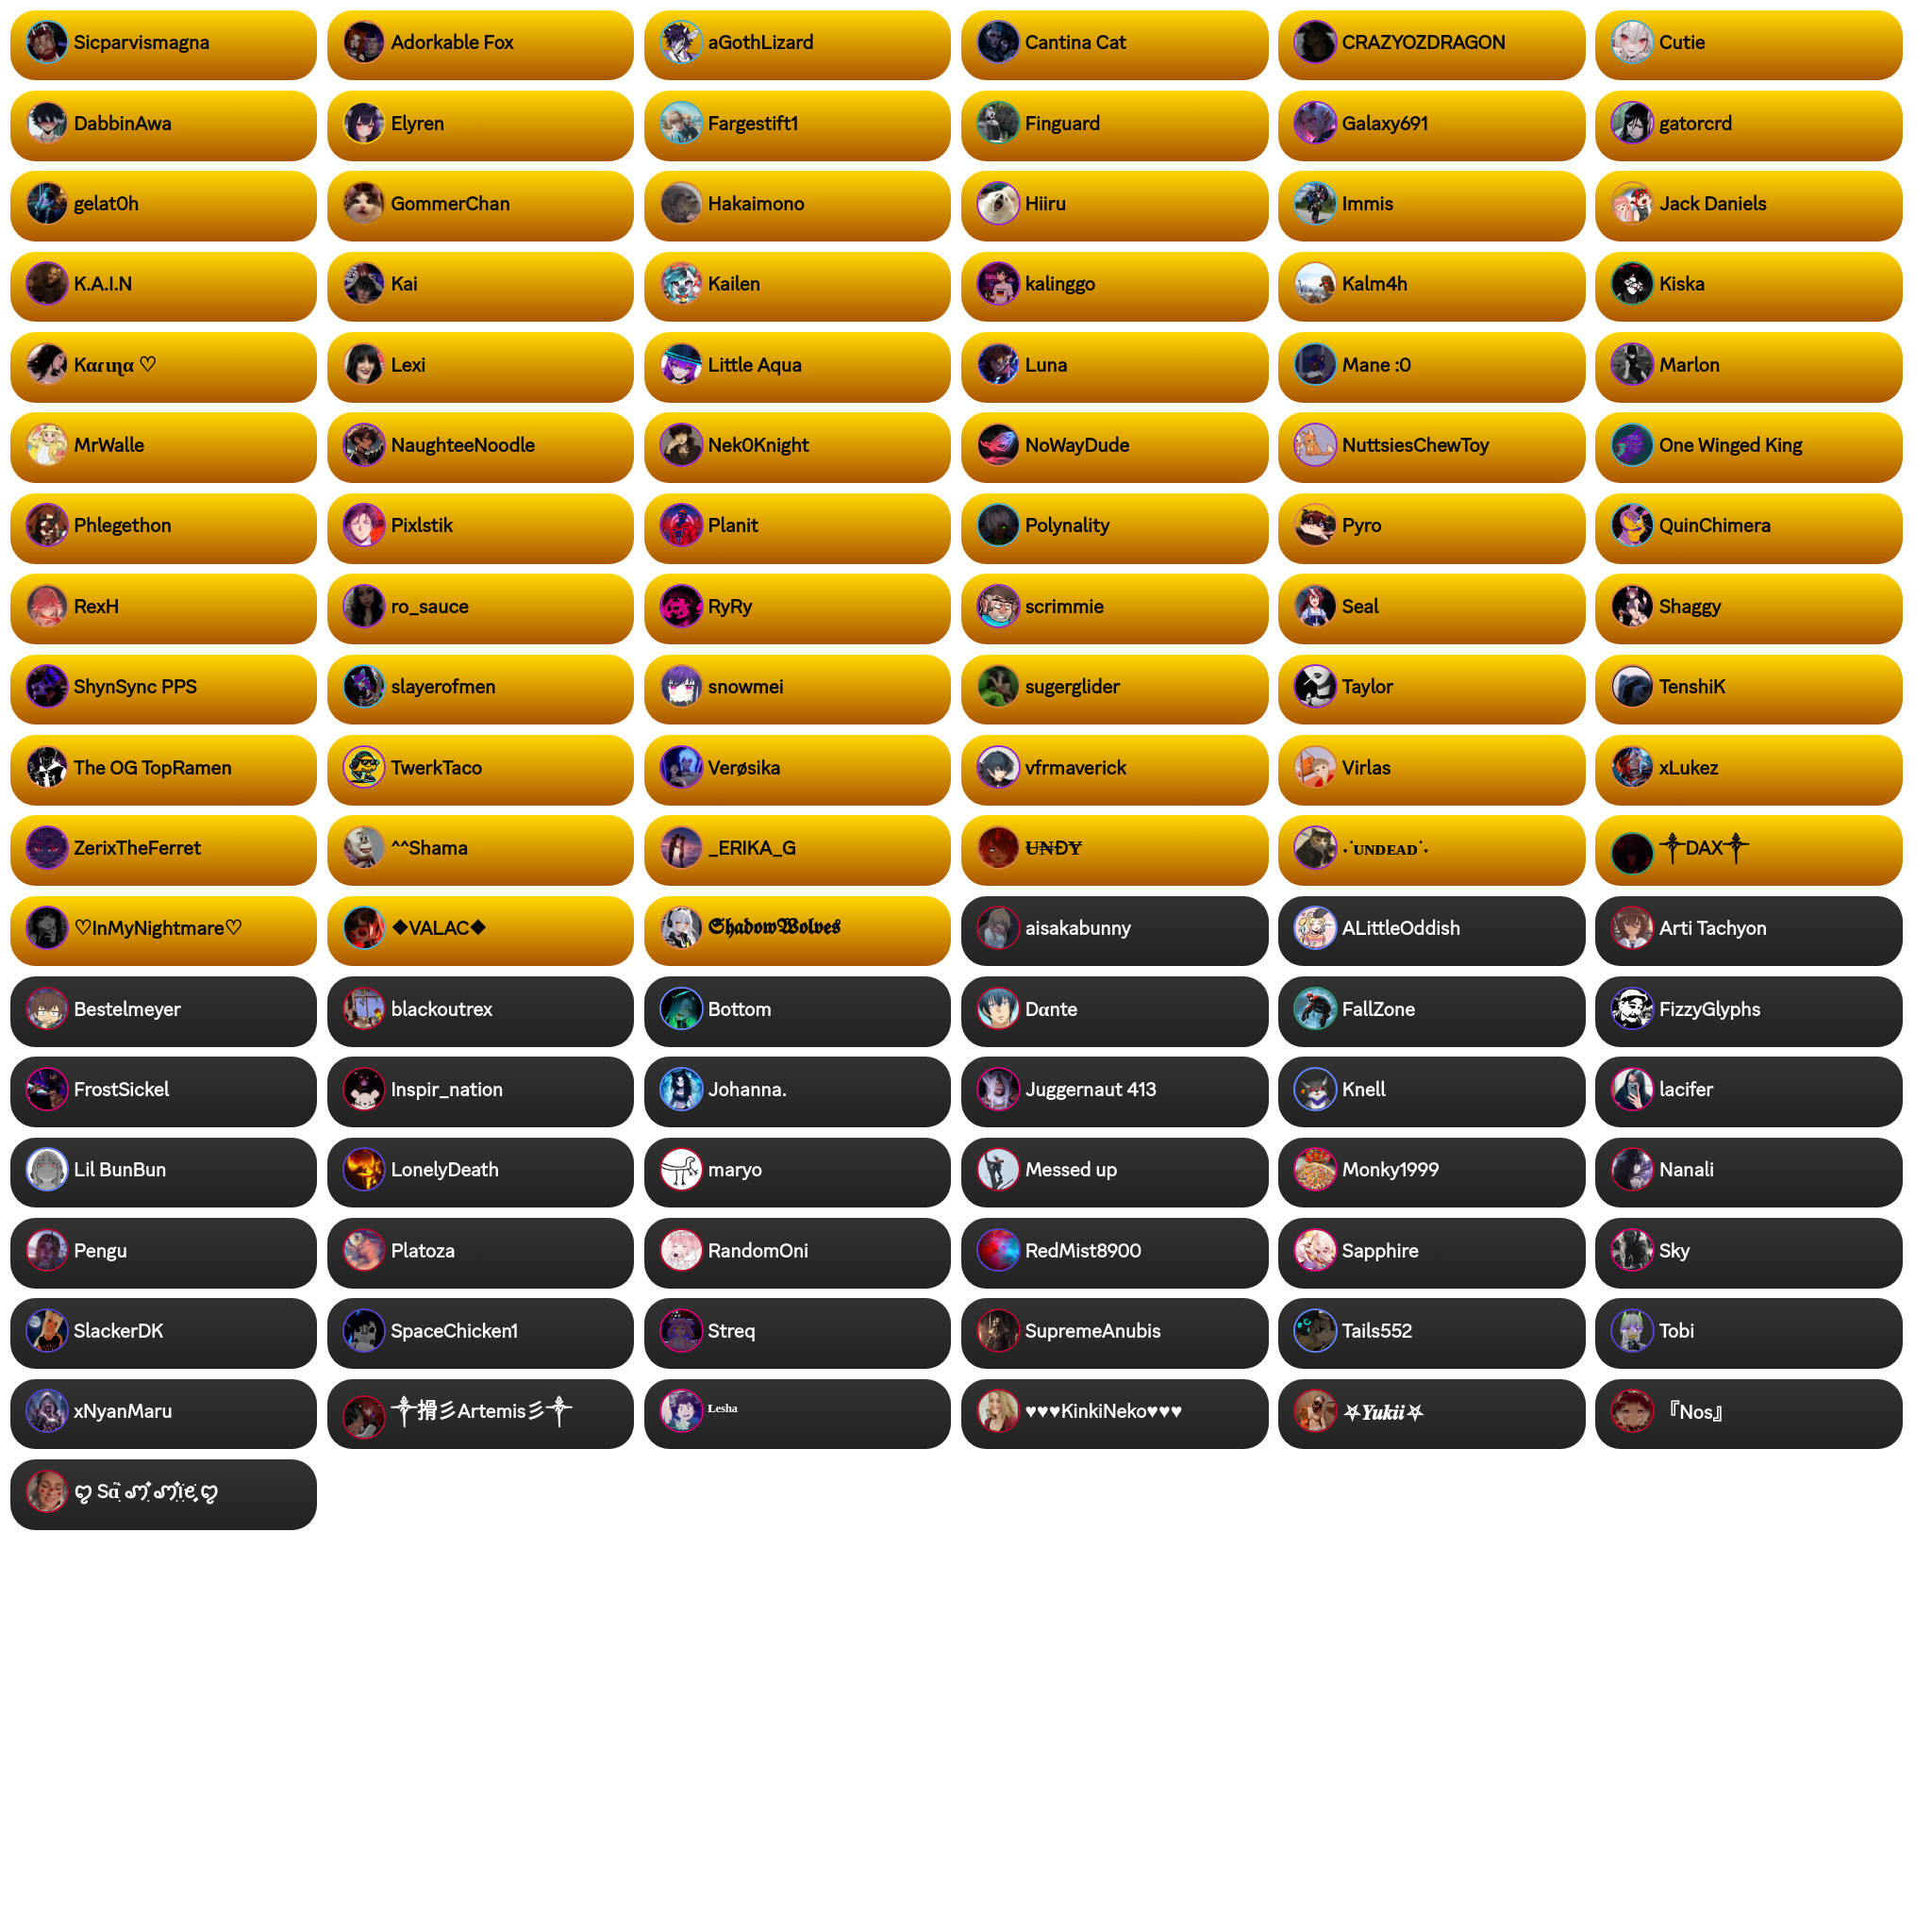 Sicparvismagna
Adorkable Fox
aGothLizard
Cantina Cat
CRAZYOZDRAGON
Cutie
DabbinAwa
Elyren
Fargestift1
Finguard
Galaxy691
gatorcrd
gelat0h
GommerChan
Hakaimono
Hiiru
Immis
Jack Daniels
K.A.I.N
Kai
Kailen
kalinggo
Kalm4h
Kiska
Kαɾιɳα ♡
Lexi
Little Aqua
Luna
Mane :0
Marlon
MrWalle
NaughteeNoodle
Nek0Knight
NoWayDude
NuttsiesChewToy
One Winged King
Phlegethon
Pixlstik
Planit
Polynality
Pyro
QuinChimera
RexH
ro_sauce
RyRy
scrimmie
Seal
Shaggy
ShynSync PPS
slayerofmen
snowmei
sugerglider
Taylor
TenshiK
The OG TopRamen
TwerkTaco
Verøsika
vfrmaverick
Virlas
xLukez
ZerixTheFerret
^^Shama
_ERIKA_G
Ʉ₦ĐɎ
˖˙ᴜɴᴅᴇᴀᴅ˙˖
༒DAX༒
♡InMyNightmare♡
❖VALAC❖
𝕾𝖍𝖆𝖉𝖔𝖜𝖂𝖔𝖑𝖛𝖊𝖘
aisakabunny
ALittleOddish
Arti Tachyon
Bestelmeyer
blackoutrex
Bottom
Dαnte
FallZone
FizzyGlyphs
FrostSickel
Inspir_nation
Johanna.
Juggernaut 413
Knell
lacifer
Lil BunBun
LonelyDeath
maryo
Messed up
Monky1999
Nanali
Pengu
Platoza
RandomOni
RedMist8900
Sapphire
Sky
SlackerDK
SpaceChicken1
Streq
SupremeAnubis
Tails552
Tobi
xNyanMaru
彡Artemis彡
ᴸᵉˢʰᵃ
♥♥♥KinkiNeko♥♥♥
⛧𝒀𝒖𝒌𝒊𝒊⛧
『Nos』